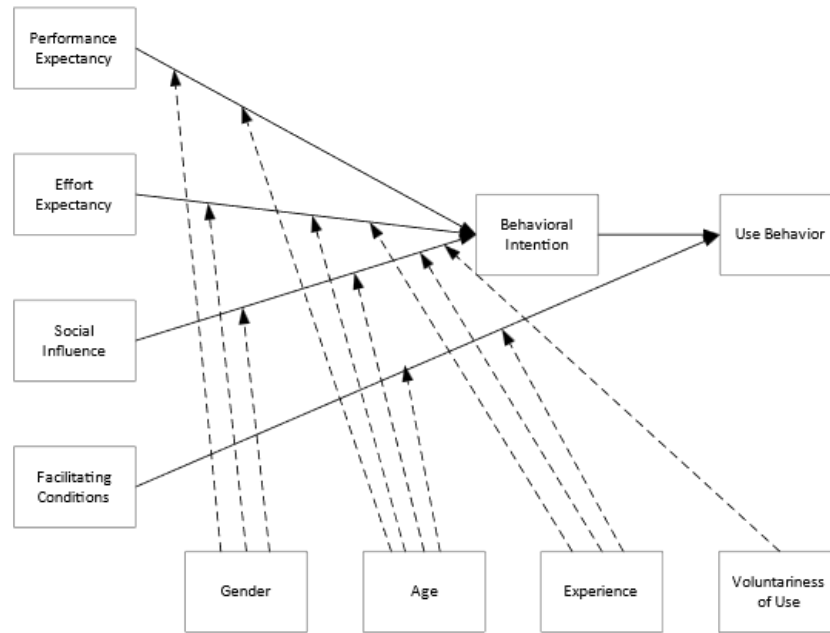 Performance
Expectancy
Effort
Expectancy
Behavioral
Intention
Use Behavior
Social
Influence
Facilitating
Conditions
Gender
Age
Experience
Voluntariness
of Use